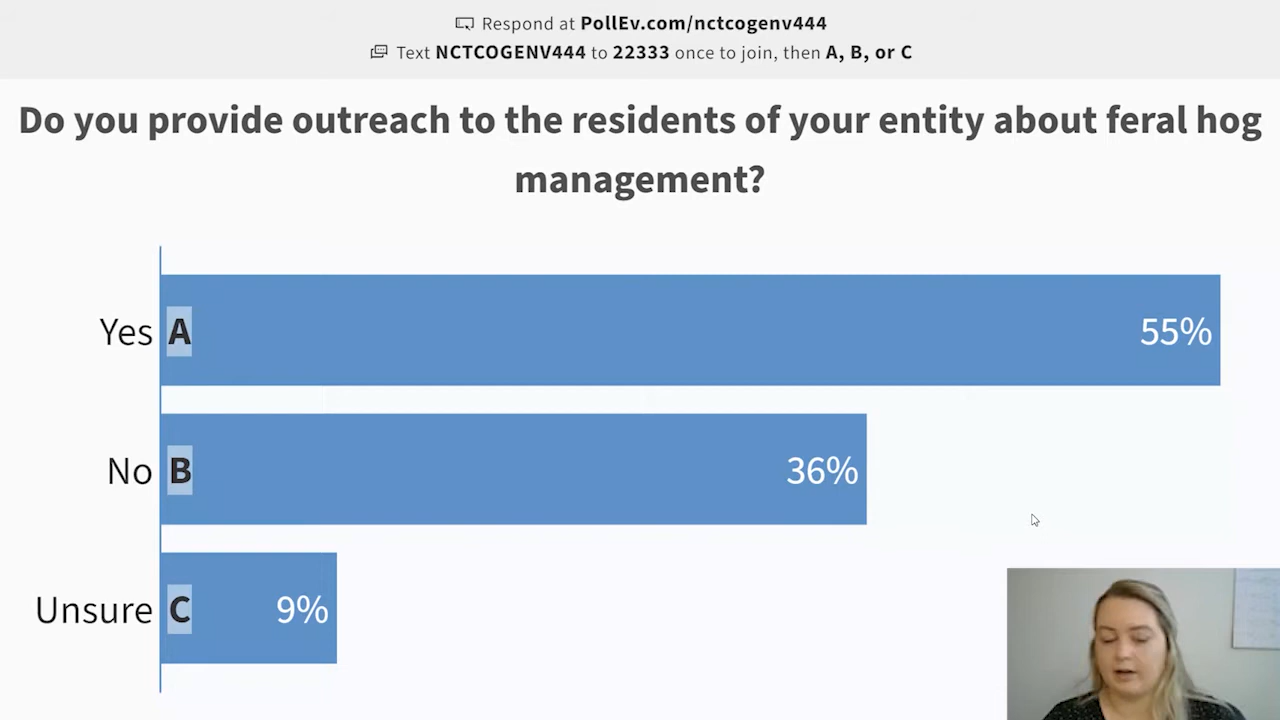 Respond at PollEv.com/nctcogenv444
Text NCTCOGENV444 to 22333 once to join, then A, B, or C
Do you provide outreach to the residents of your entity about feral hog
management?
Yes A 55%
No B 36%
Unsure C 9%